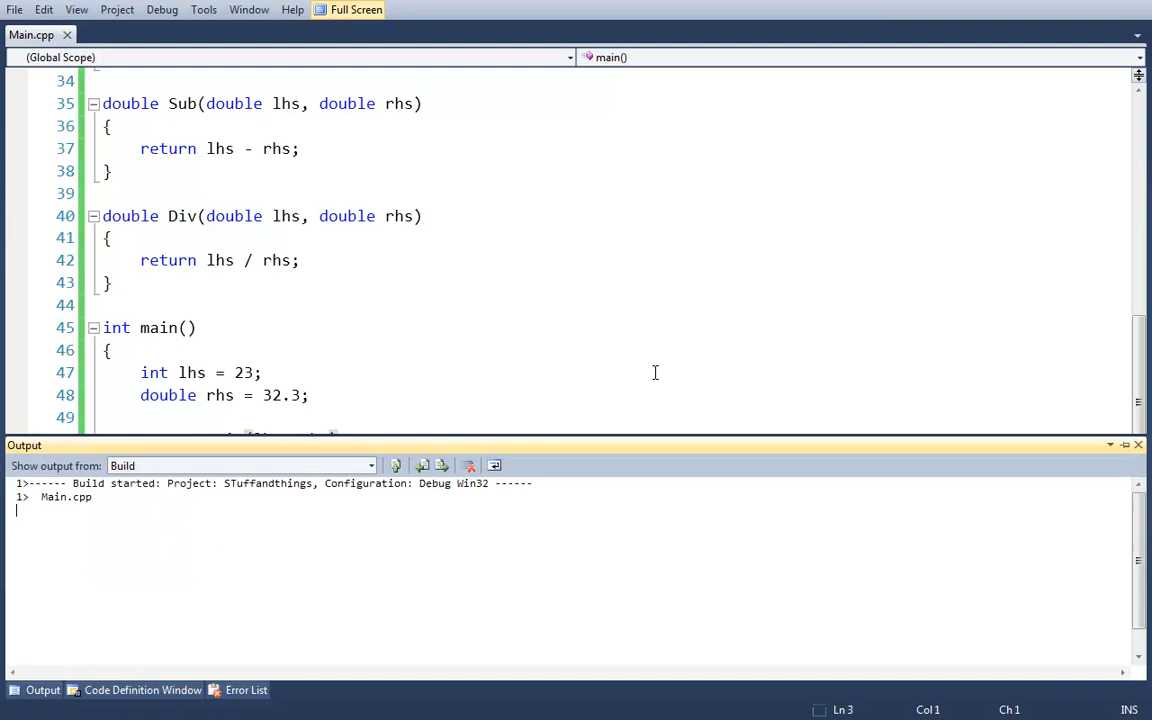 File Edit View Project Debug Tools Window Help Full Screen
Main.cpp
(Global Scope) main()
34
35 double Sub(double lhs, double rhs)
36 {
37 return lhs - rhs;
38 }
39
40 double Div(double lhs, double rhs)
41 {
42 return lhs / rhs;
43 }
44
45 int main()
46 {
47 int lhs = 23;
48 double rhs = 32.3;
49
Output
Show output from: Build
1>------ Build started: Project: STuffandthings, Configuration: Debug Win32 ------
1> Main.cpp
Output Code Definition Window Error List
Ln 3 Col 1 Ch 1 INS